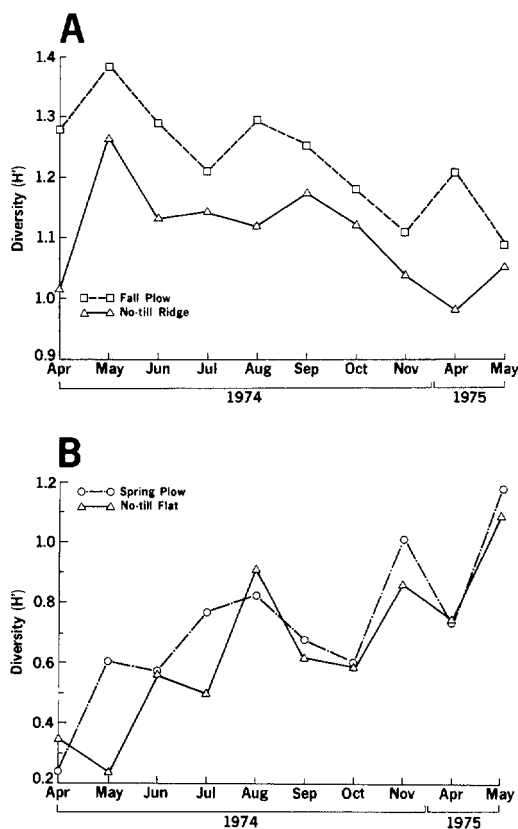 A
1.4
1.3
1.2
1.1
1.0
0.9
Diversity (H')
Fall Plow
No-till Ridge
Apr May Jun Jul Aug Sep Oct Nov Apr May
1974 1975
B
1.2
1.0
0.8
0.6
0.4
0.2
Diversity (H')
Spring Plow
No-till Flat
Apr May Jun Jul Aug Sep Oct Nov Apr May
1974 1975